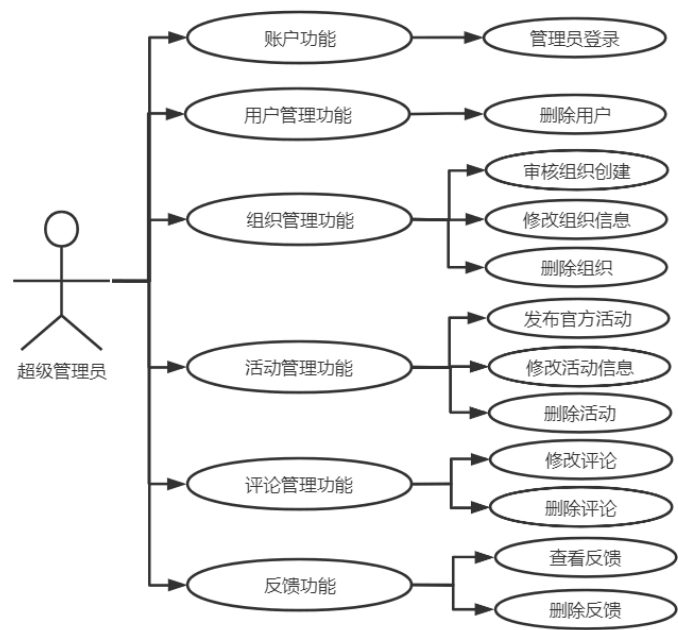 账户功能
管理员登录
用户管理功能
删除用户
组织管理功能
审核组织创建
修改组织信息
删除组织
超级管理员
活动管理功能
发布官方活动
修改活动信息
删除活动
评论管理功能
修改评论
删除评论
反馈功能
查看反馈
删除反馈